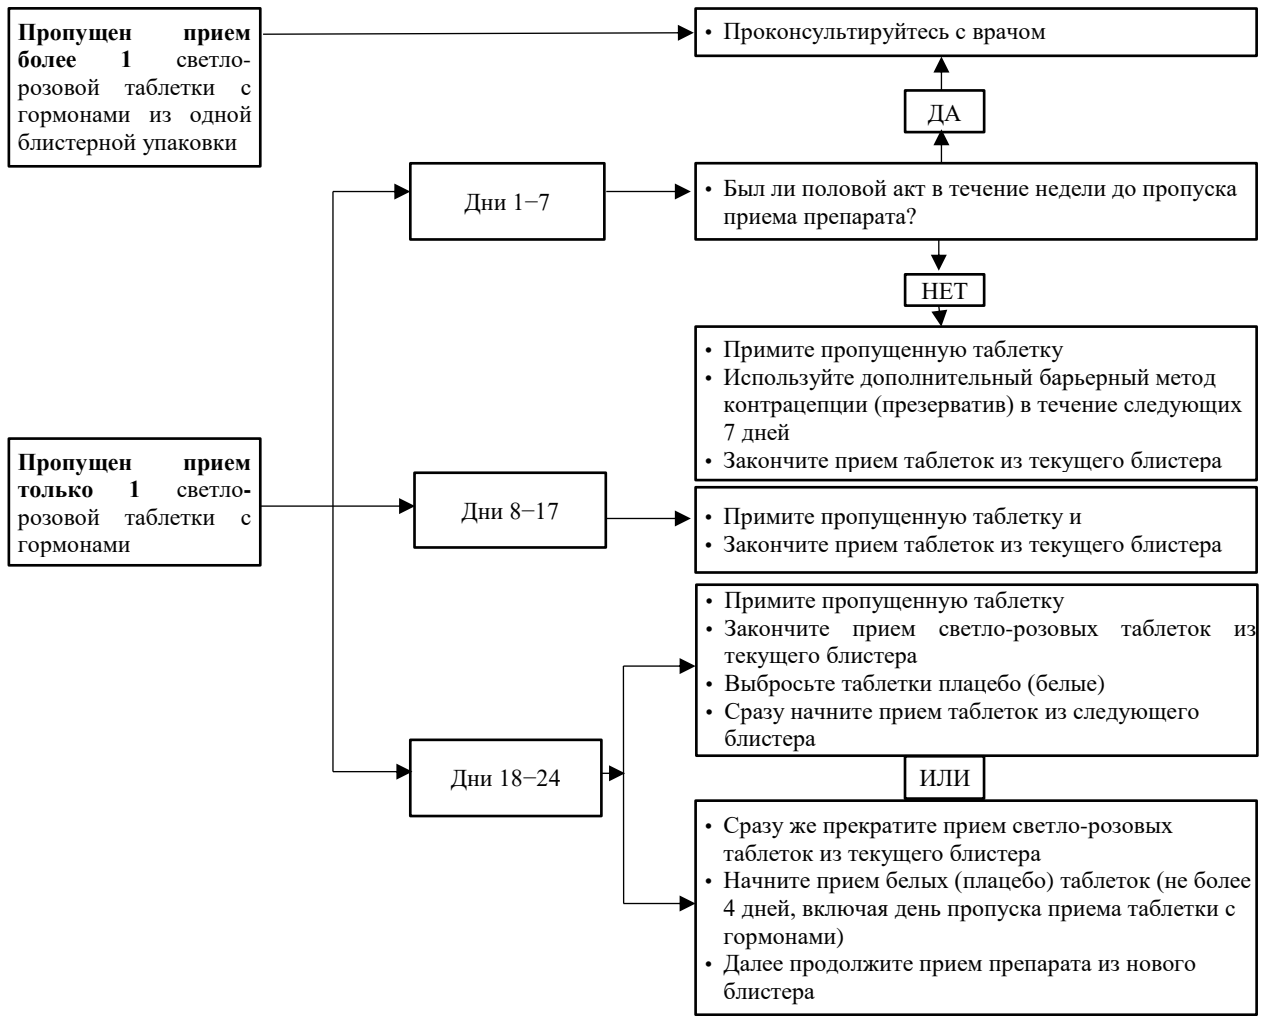 Пропущен прием
более 1 светло-
розовой таблетки с
гормонами из одной
блистерной упаковки
• Проконсультируйтесь с врачом
ДА
Дни 1−7
• Был ли половой акт в течение недели до пропуска
приема препарата?
НЕТ
• Примите пропущенную таблетку
• Используйте дополнительный барьерный метод
контрацепции (презерватив) в течение следующих
7 дней
• Закончите прием таблеток из текущего блистера
Пропущен прием
только 1 светло-
розовой таблетки с
гормонами
Дни 8−17
• Примите пропущенную таблетку и
• Закончите прием таблеток из текущего блистера
Дни 18−24
• Примите пропущенную таблетку
• Закончите прием светло-розовых таблеток из
текущего блистера
• Выбросьте таблетки плацебо (белые)
• Сразу начните прием таблеток из следующего
блистера
ИЛИ
• Сразу же прекратите прием светло-розовых
таблеток из текущего блистера
• Начните прием белых (плацебо) таблеток (не более
4 дней, включая день пропуска приема таблетки с
гормонами)
• Далее продолжите прием препарата из нового
блистера